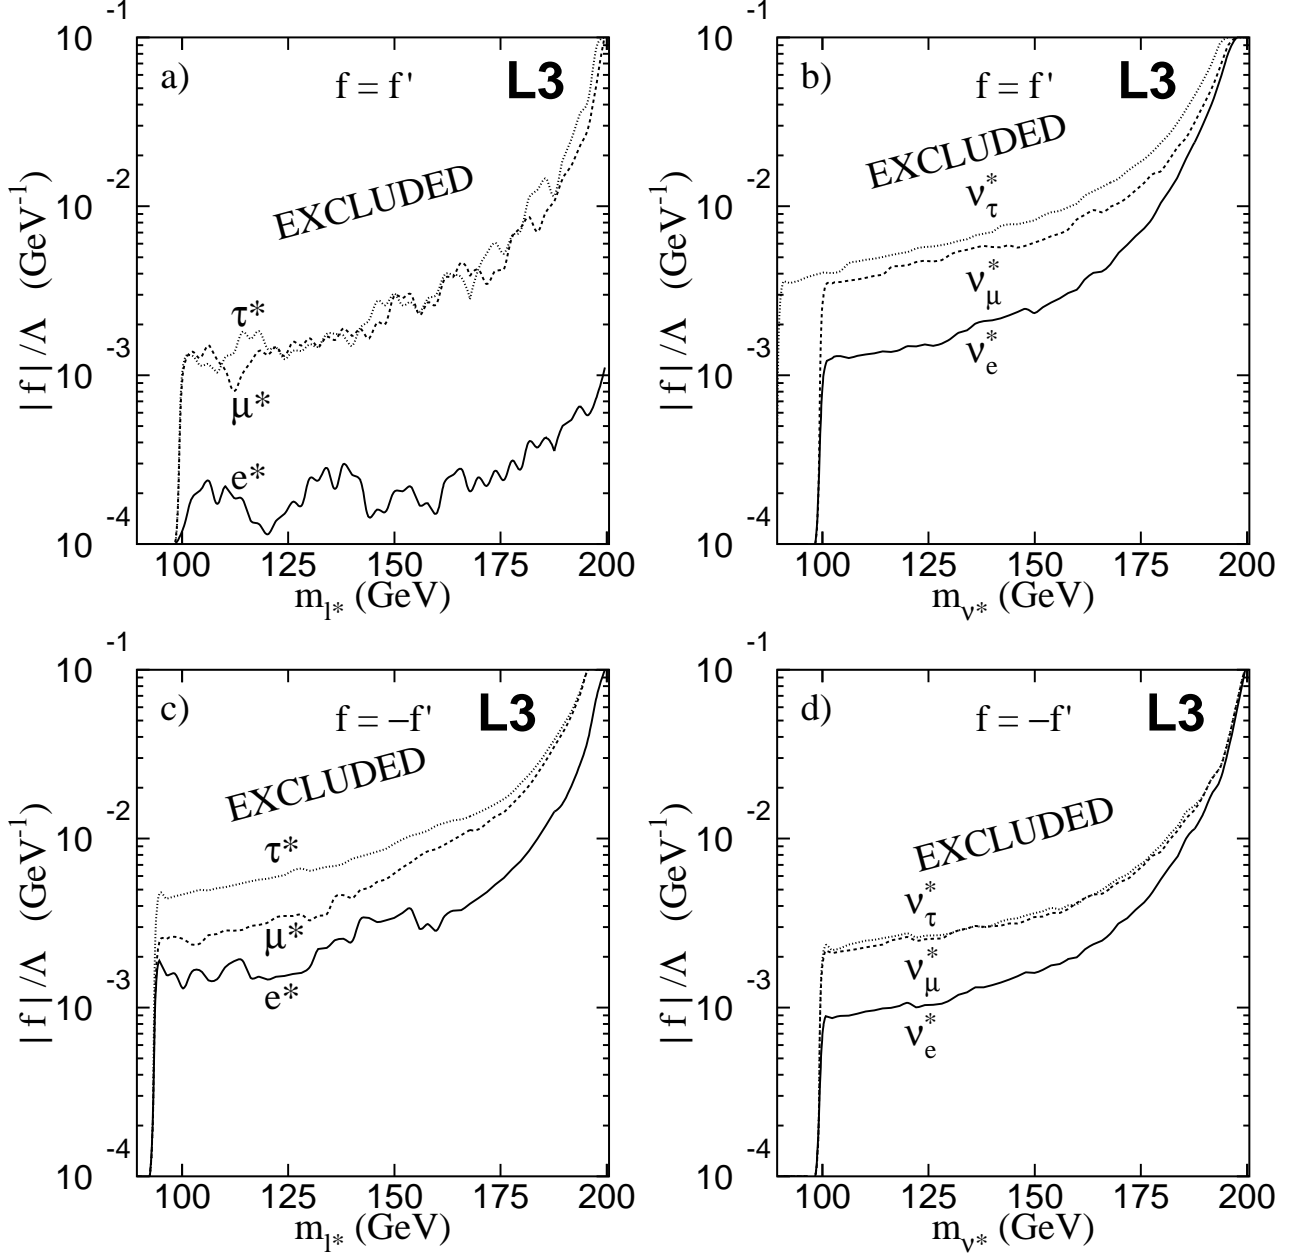 a) f = f' L3
EXCLUDED
τ*
μ*
e*
10⁻¹
10⁻²
10⁻³
10⁻⁴
|f|/Λ (GeV⁻¹)
100 125 150 175 200
m_l* (GeV)
b) f = f' L3
EXCLUDED
ν*_τ
ν*_μ
ν*_e
10⁻¹
10⁻²
10⁻³
10⁻⁴
|f|/Λ (GeV⁻¹)
100 125 150 175 200
m_ν* (GeV)
c) f = −f' L3
EXCLUDED
τ*
μ*
e*
10⁻¹
10⁻²
10⁻³
10⁻⁴
|f|/Λ (GeV⁻¹)
100 125 150 175 200
m_l* (GeV)
d) f = −f' L3
EXCLUDED
ν*_τ
ν*_μ
ν*_e
10⁻¹
10⁻²
10⁻³
10⁻⁴
|f|/Λ (GeV⁻¹)
100 125 150 175 200
m_ν* (GeV)